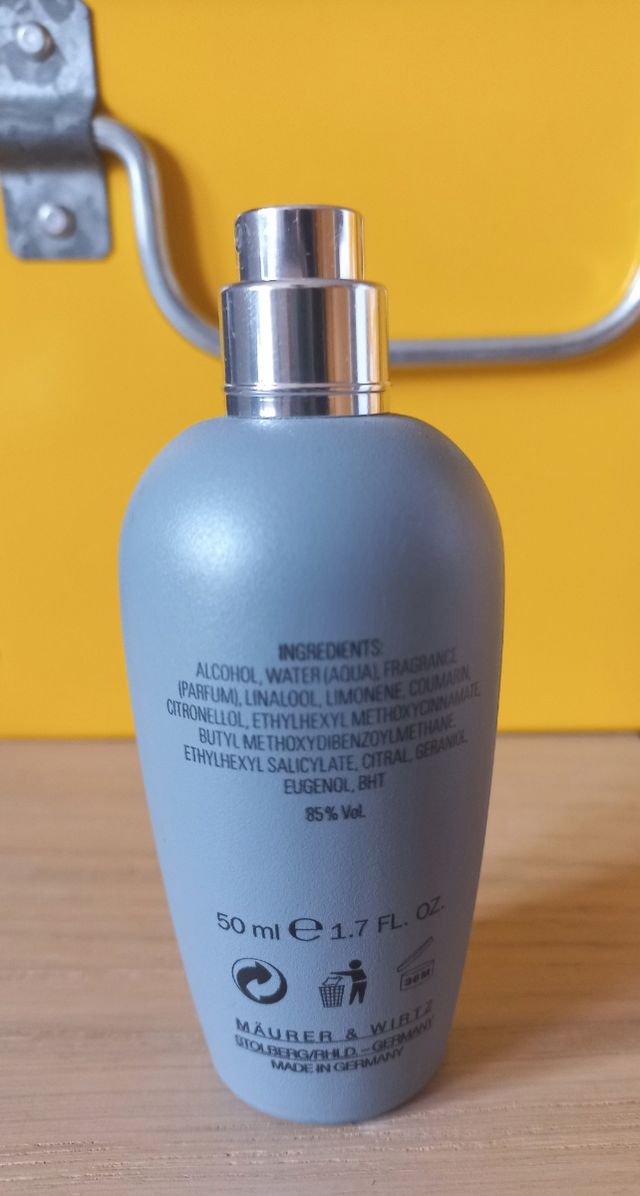 INGREDIENTS:
ALCOHOL, WATER (AQUA), FRAGRANCE
(PARFUM), LINALOOL, LIMONENE, COUMARIN,
CITRONELLOL, ETHYLHEXYL METHOXYCINNAMATE,
BUTYL METHOXYDIBENZOYLMETHANE,
ETHYLHEXYL SALICYLATE, CITRAL, GERANIOL,
EUGENOL, BHT
85% Vol.
50 ml e 1.7 FL. OZ.
36M
MÄURER & WIRTZ
STOLBERG/RHLD. – GERMANY
MADE IN GERMANY